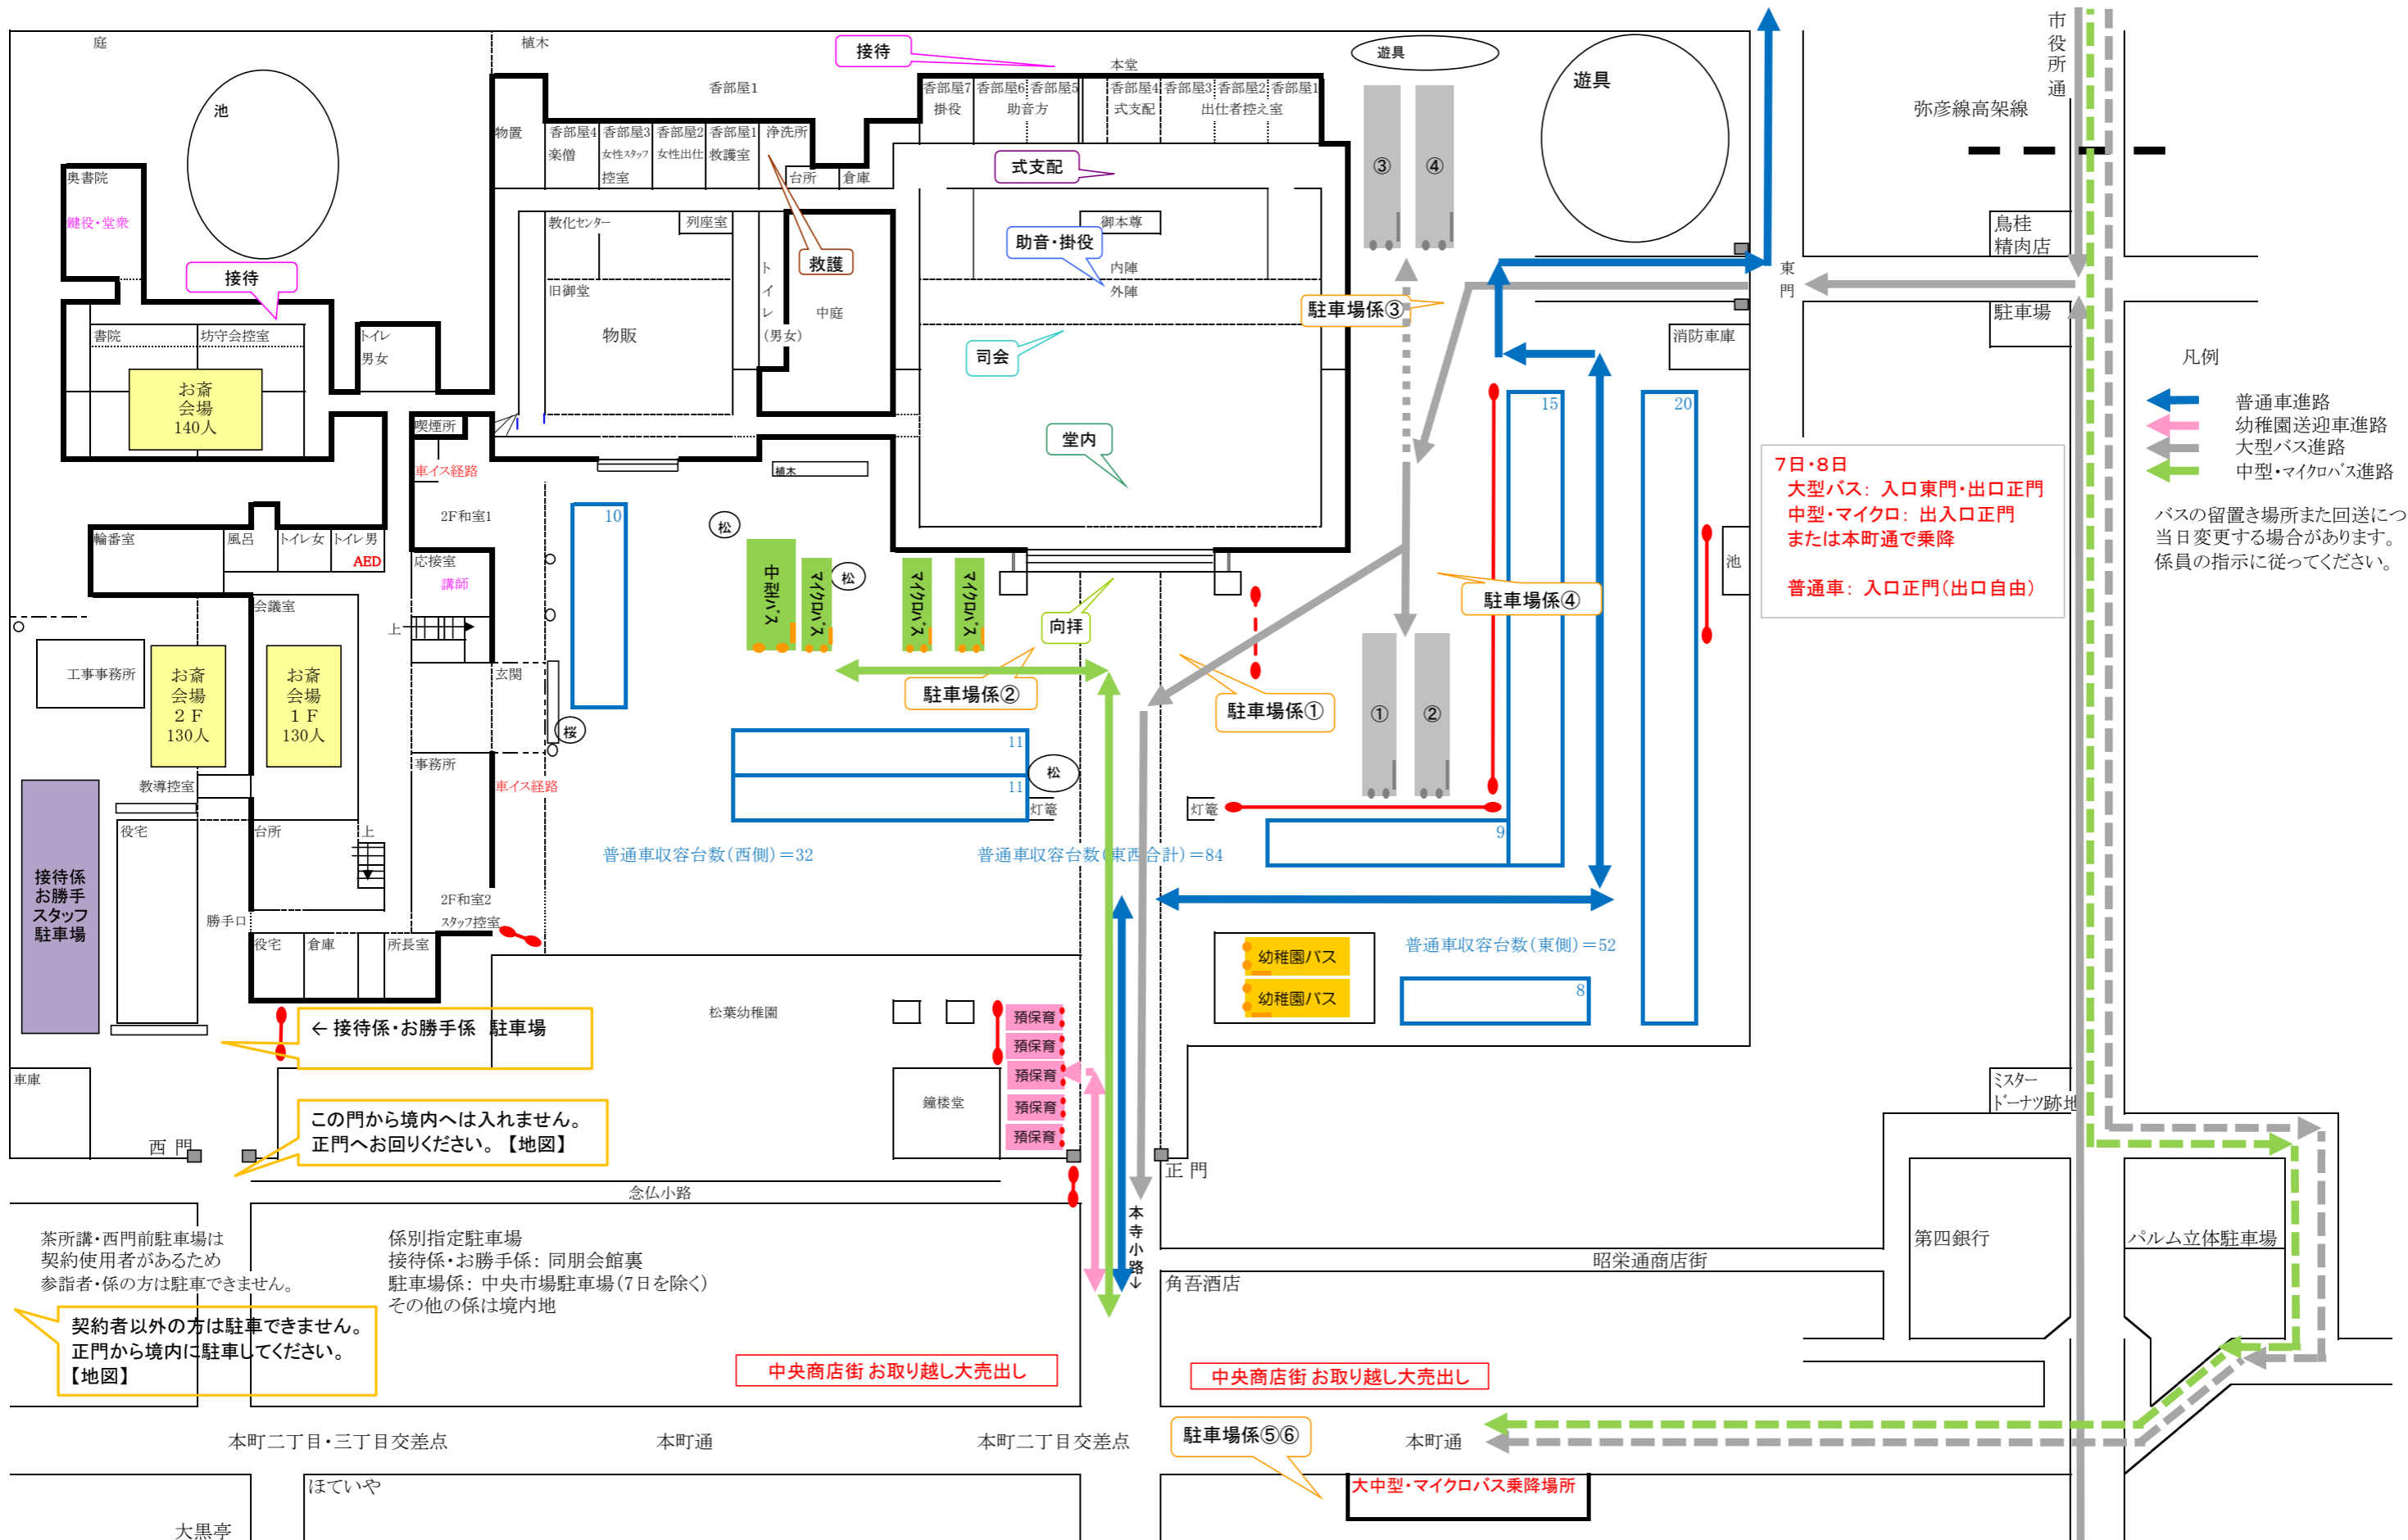 庭
植木
接待
本堂
遊具
遊具
市役所通
弥彦線高架線
池
香部屋1
香部屋7
掛役
香部屋6
香部屋5
助音方
香部屋4
式支配
香部屋3
香部屋2
香部屋1
出仕者控え室
物置
香部屋4
楽僧
香部屋3
女性スタッフ
控室
香部屋2
女性出仕
香部屋1
救護室
浄洗所
台所
倉庫
式支配
③
④
奥書院
鍵役・堂衆
接待
教化センター
列座室
トイレ
(男女)
救護
中庭
御本尊
助音・掛役
内陣
外陣
駐車場係③
東門
鳥桂
精肉店
駐車場
消防車庫
旧御堂
物販
書院
坊守会控室
トイレ
男女
お斎
会場
140人
司会
堂内
凡例
普通車進路
幼稚園送迎車進路
大型バス進路
中型・マイクロバス進路
15
20
7日・8日
大型バス: 入口東門・出口正門
中型・マイクロ: 出入口正門
または本町通で乗降
普通車: 入口正門(出口自由)
バスの留置き場所また回送につ
当日変更する場合があります。
係員の指示に従ってください。
喫煙所
車イス経路
植木
2F和室1
10
松
輪番室
風呂
トイレ女
トイレ男
AED
応接室
講師
中型バス
マイクロバス
松
マイクロバス
マイクロバス
池
駐車場係④
向拝
会議室
上
工事事務所
お斎
会場
2F
130人
お斎
会場
1F
130人
玄関
桜
駐車場係②
駐車場係①
①
②
事務所
車イス経路
11
11
松
灯篭
灯篭
9
教導控室
役宅
台所
上
普通車収容台数(西側)=32
普通車収容台数(東西合計)=84
接待係
お勝手
スタッフ
駐車場
勝手口
2F和室2
スタッフ控室
役宅
倉庫
所長室
普通車収容台数(東側)=52
幼稚園バス
幼稚園バス
8
松葉幼稚園
預保育
預保育
預保育
預保育
預保育
←接待係・お勝手係 駐車場
車庫
鐘楼堂
ミスター
ドーナツ跡地
この門から境内へは入れません。
正門へお回りください。【地図】
西門
正門
念仏小路
本寺小路↓
茶所講・西門前駐車場は
契約使用者があるため
参詣者・係の方は駐車できません。
係別指定駐車場
接待係・お勝手係: 同朋会館裏
駐車場係: 中央市場駐車場(7日を除く)
その他の係は境内地
昭栄通商店街
角吾酒店
第四銀行
パルム立体駐車場
契約者以外の方は駐車できません。
正門から境内に駐車してください。
【地図】
中央商店街 お取り越し大売出し
中央商店街 お取り越し大売出し
本町二丁目・三丁目交差点
本町通
本町二丁目交差点
駐車場係⑤⑥
本町通
ほていや
大中型・マイクロバス乗降場所
大黒亭